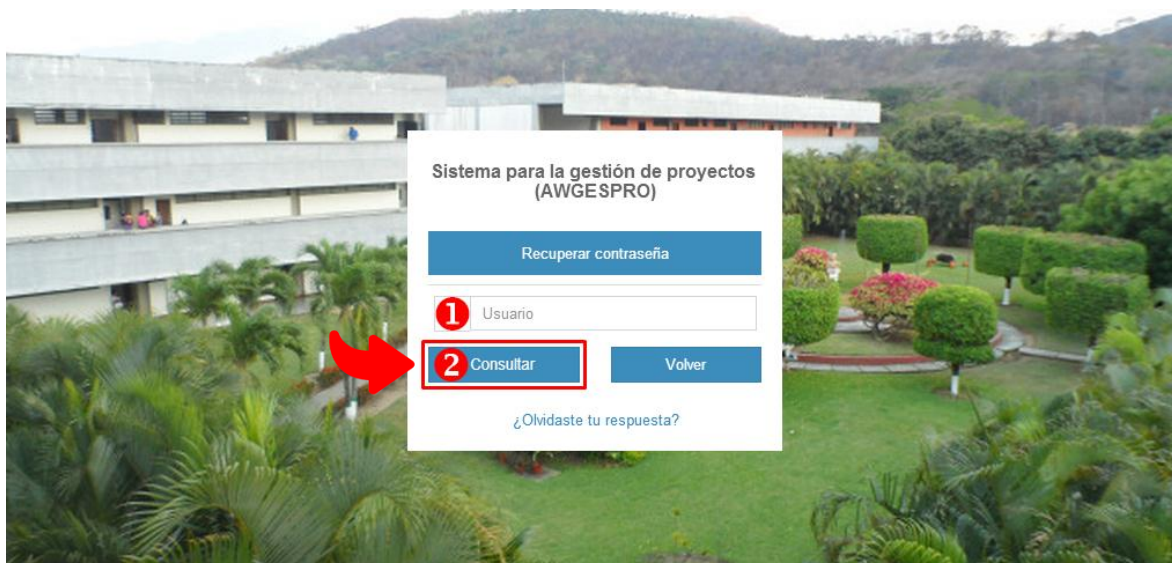 Sistema para la gestión de proyectos
(AWGESPRO)
Recuperar contraseña
1 Usuario
2 Consultar Volver
¿Olvidaste tu respuesta?